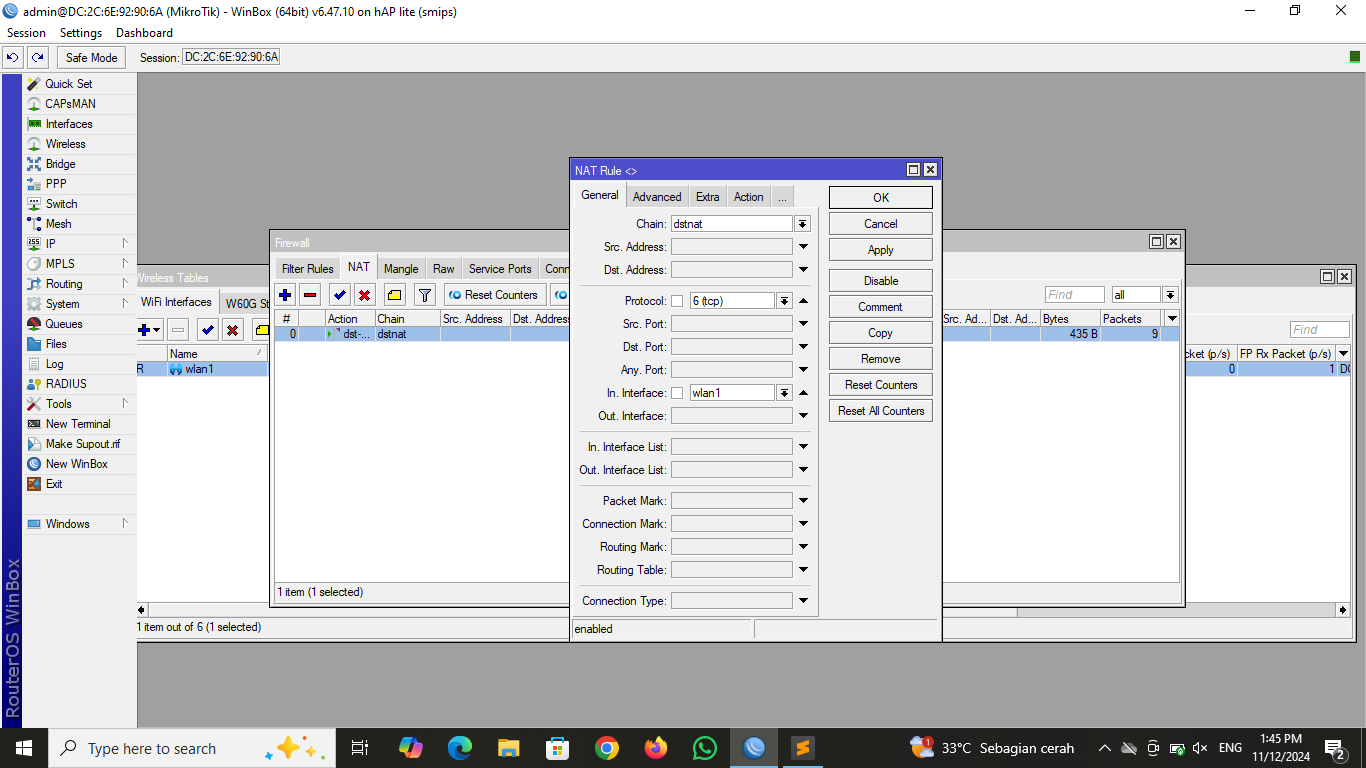 admin@DC:2C:6E:92:90:6A (MikroTik) - WinBox (64bit) v6.47.10 on hAP lite (smips)
Session Settings Dashboard
Safe Mode Session: DC:2C:6E:92:90:6A
Quick Set
CAPsMAN
Interfaces
Wireless
Bridge
PPP
Switch
Mesh
IP
MPLS
Routing
System
Queues
Files
Log
RADIUS
Tools
New Terminal
Make Supout.rif
New WinBox
Exit
Windows
RouterOS WinBox
Wireless Tables
WiFi Interfaces W60G St
Name
R wlan1
1 item out of 6 (1 selected)
Find
cket (p/s) FP Rx Packet (p/s)
0 1 DC
Firewall
Filter Rules NAT Mangle Raw Service Ports Conn
Reset Counters
Find all
# Action Chain Src. Address Dst. Address Src. Ad... Dst. Ad... Bytes Packets
0 dst-... dstnat 435 B 9
1 item (1 selected)
NAT Rule <>
General Advanced Extra Action ...
Chain: dstnat
Src. Address:
Dst. Address:
Protocol: 6 (tcp)
Src. Port:
Dst. Port:
Any. Port:
In. Interface: wlan1
Out. Interface:
In. Interface List:
Out. Interface List:
Packet Mark:
Connection Mark:
Routing Mark:
Routing Table:
Connection Type:
enabled
OK
Cancel
Apply
Disable
Comment
Copy
Remove
Reset Counters
Reset All Counters
Type here to search
33°C Sebagian cerah
ENG
1:45 PM
11/12/2024
1
2